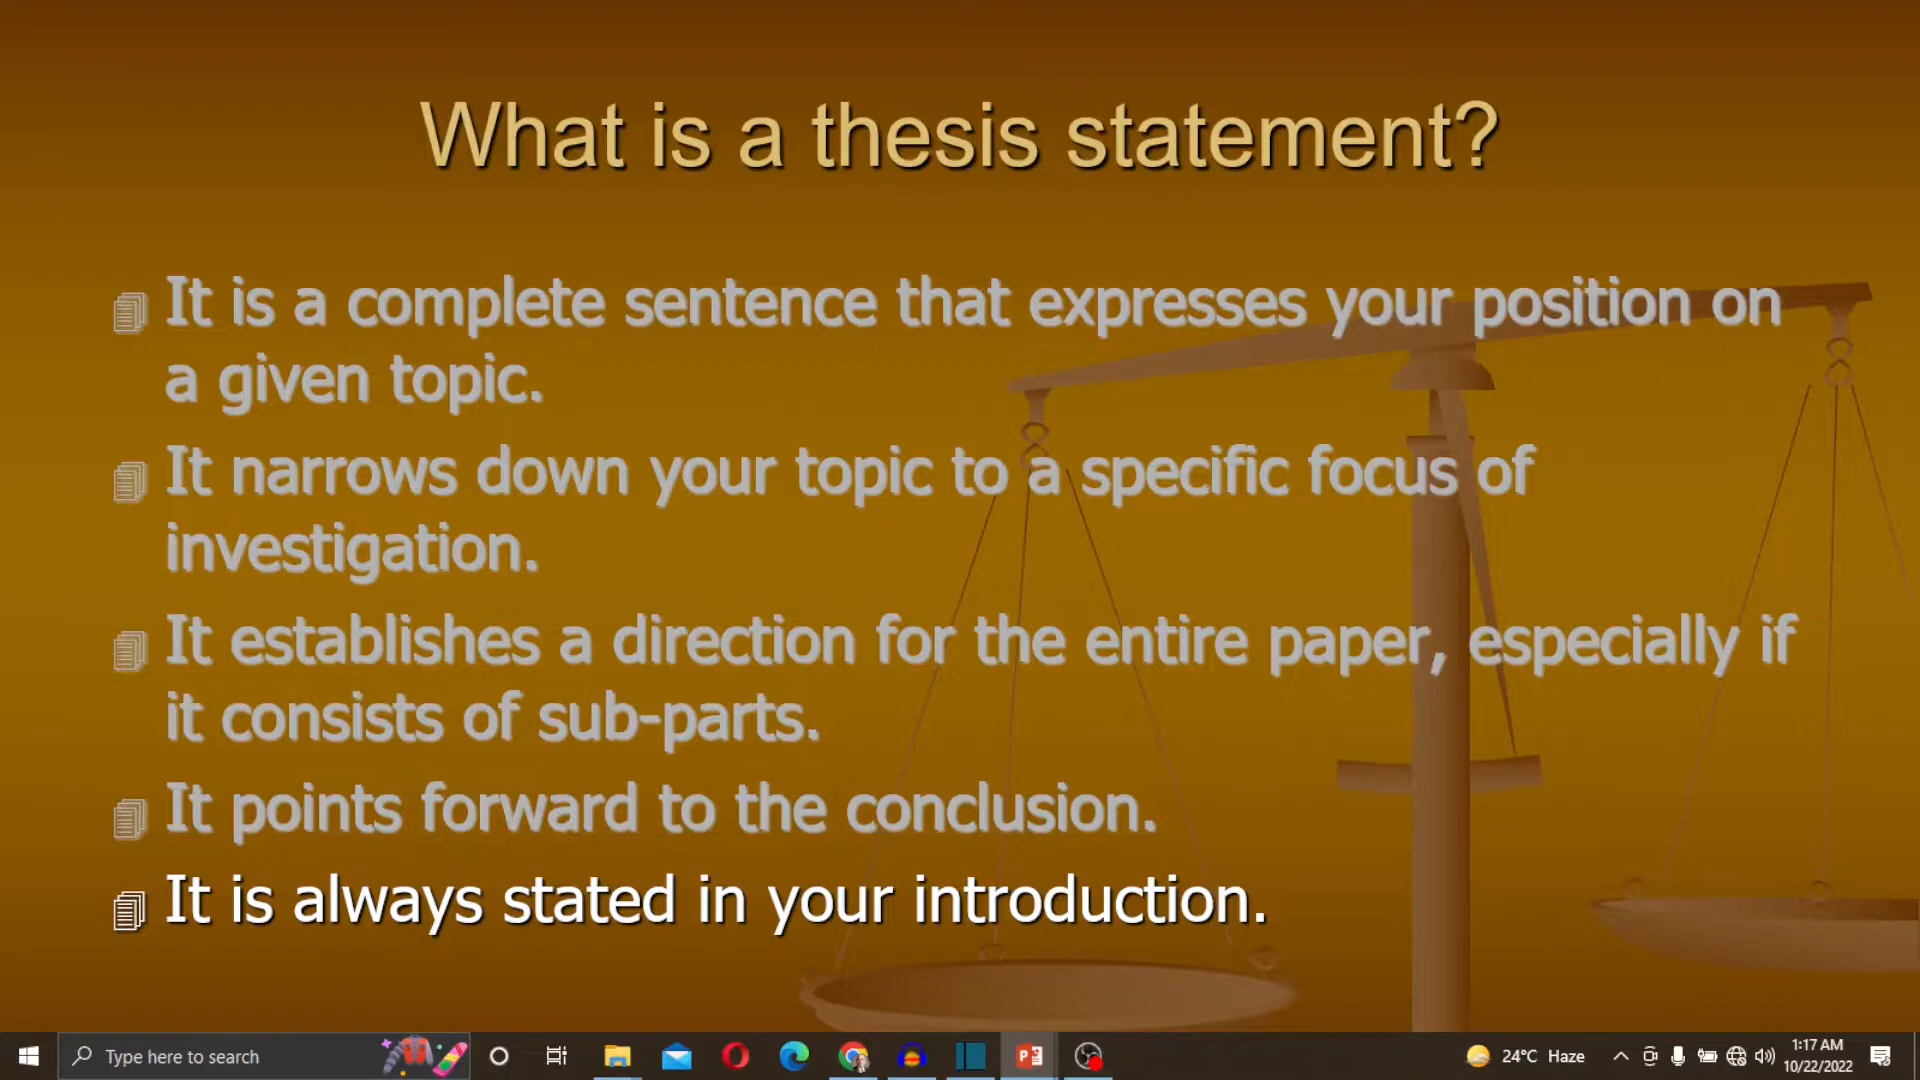 What is a thesis statement?
It is a complete sentence that expresses your position on
a given topic.
It narrows down your topic to a specific focus of
investigation.
It establishes a direction for the entire paper, especially if
it consists of sub-parts.
It points forward to the conclusion.
It is always stated in your introduction.
Type here to search
24°C Haze
1:17 AM
10/22/2022